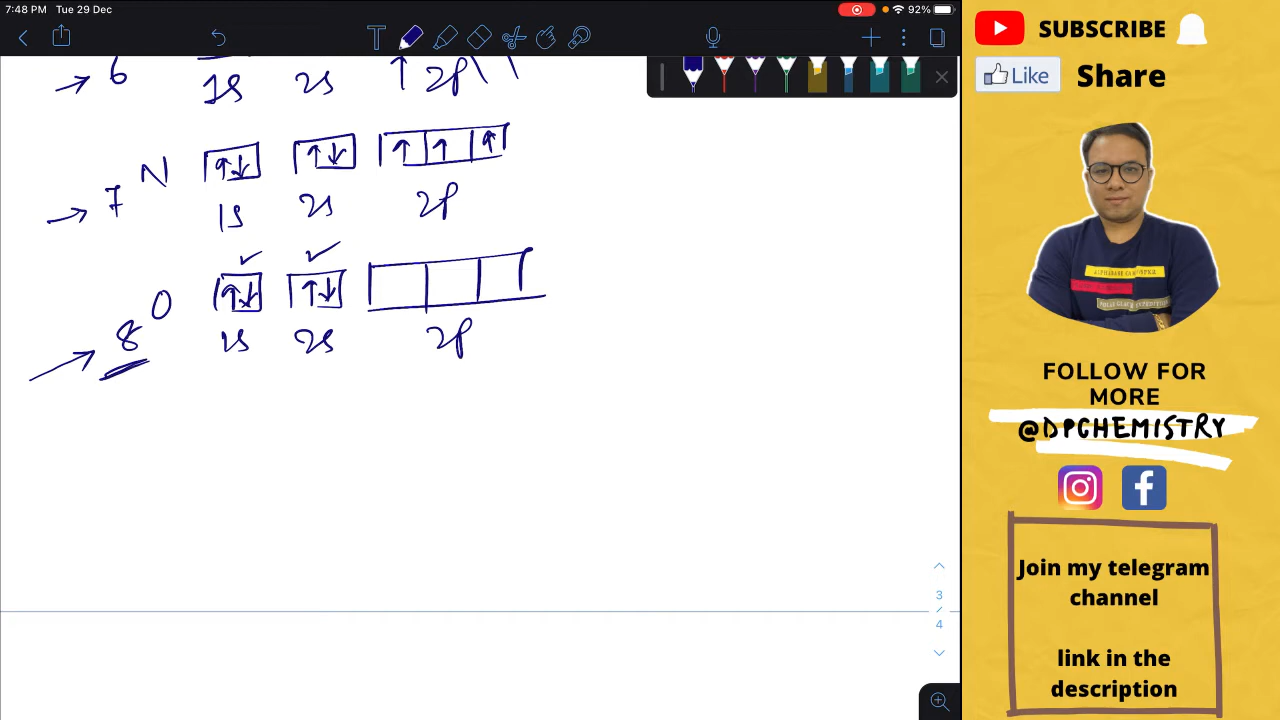 7:48 PM Tue 29 Dec
92%
6
1s 2s 2p
7 N
1s 2s 2p
8 O
1s 2s 2p
3
4
SUBSCRIBE
Like Share
FOLLOW FOR
MORE
@DPCHEMISTRY
Join my telegram
channel
link in the
description